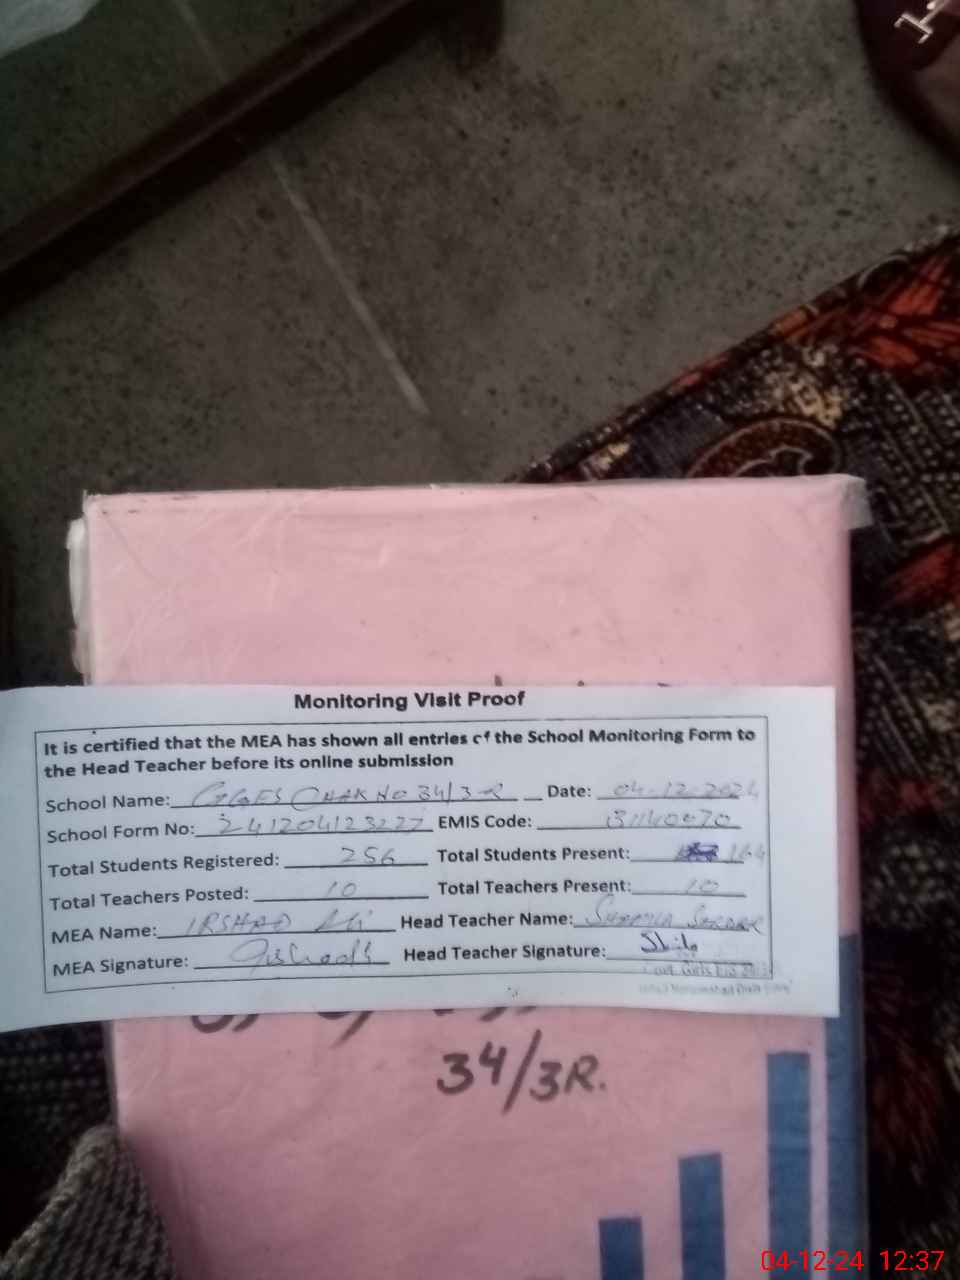 Monitoring Visit Proof
It is certified that the MEA has shown all entries of the School Monitoring Form to
the Head Teacher before its online submission
School Name: GGES CHAK NO 34/3-R Date: 04-12-2024
School Form No: 241204123227 EMIS Code: 31140070
Total Students Registered: 256 Total Students Present: 164
Total Teachers Posted: 10 Total Teachers Present: 10
MEA Name: IRSHAD Ali Head Teacher Name:
MEA Signature: Irshad Head Teacher Signature:
Govt. Girls
34/3R.
04-12-24 12:37